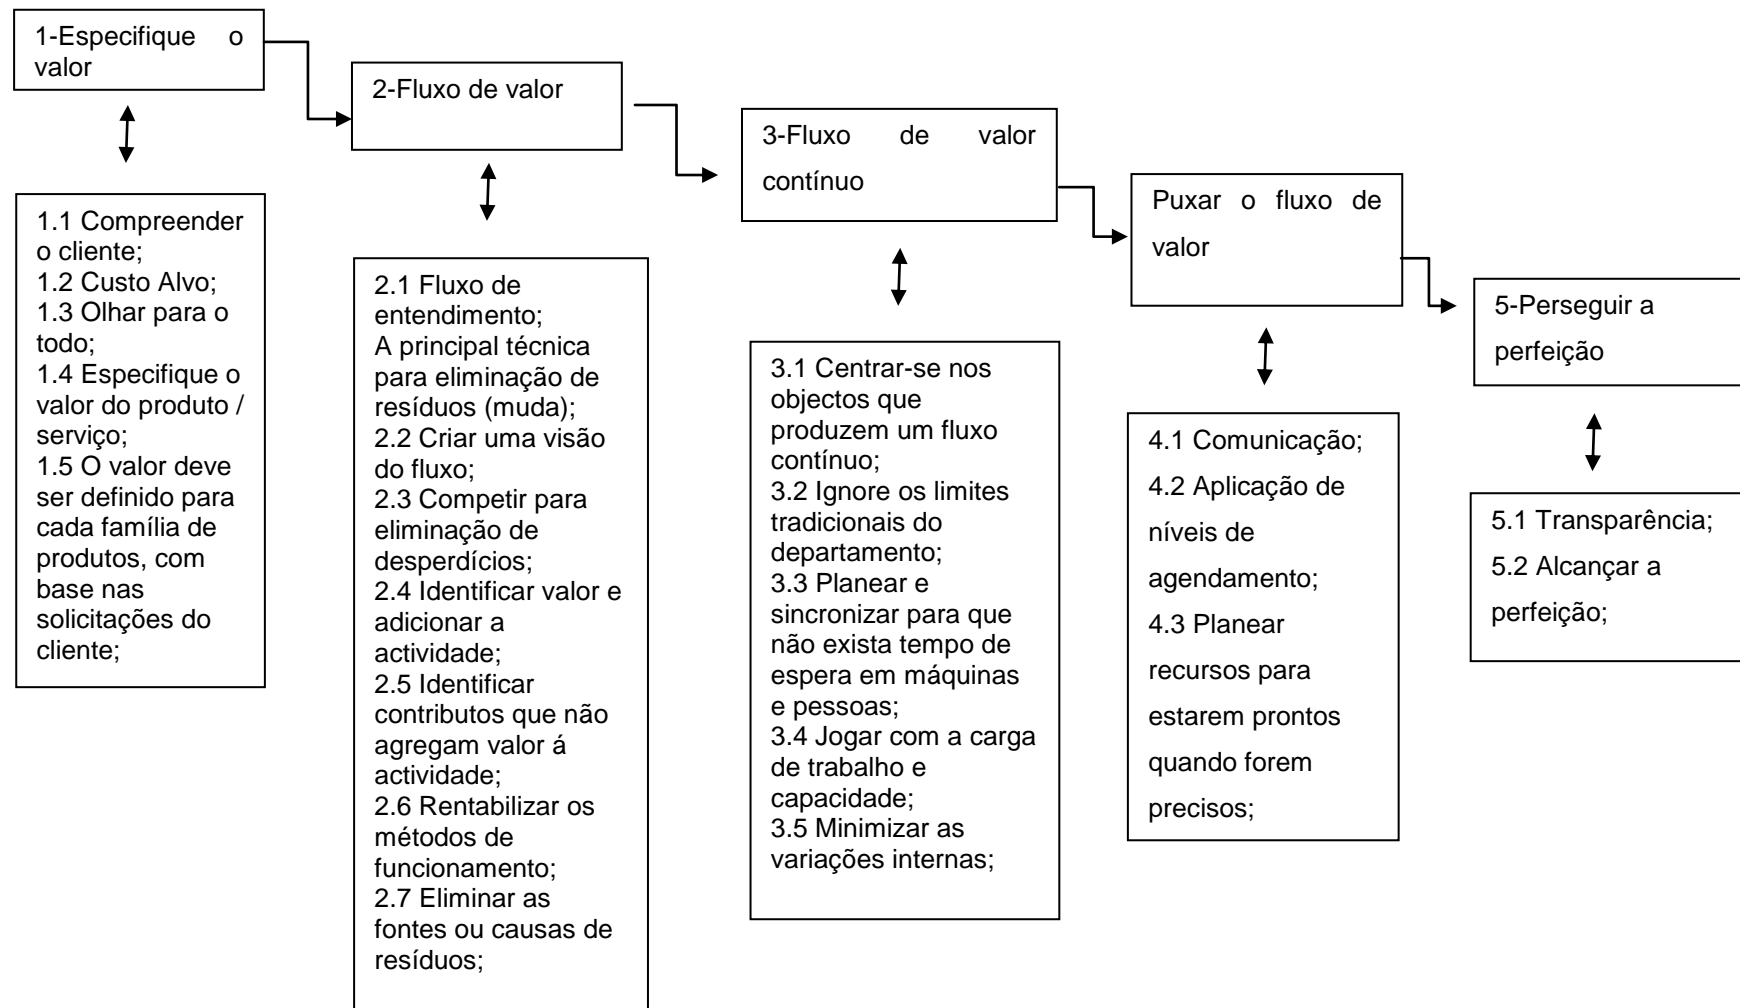 1-Especifique o
valor
1.1 Compreender
o cliente;
1.2 Custo Alvo;
1.3 Olhar para o
todo;
1.4 Especifique o
valor do produto /
serviço;
1.5 O valor deve
ser definido para
cada família de
produtos, com
base nas
solicitações do
cliente;
2-Fluxo de valor
2.1 Fluxo de
entendimento;
A principal técnica
para eliminação de
resíduos (muda);
2.2 Criar uma visão
do fluxo;
2.3 Competir para
eliminação de
desperdícios;
2.4 Identificar valor e
adicionar a
actividade;
2.5 Identificar
contributos que não
agregam valor á
actividade;
2.6 Rentabilizar os
métodos de
funcionamento;
2.7 Eliminar as
fontes ou causas de
resíduos;
3-Fluxo de valor
contínuo
3.1 Centrar-se nos
objectos que
produzem um fluxo
contínuo;
3.2 Ignore os limites
tradicionais do
departamento;
3.3 Planear e
sincronizar para que
não exista tempo de
espera em máquinas
e pessoas;
3.4 Jogar com a carga
de trabalho e
capacidade;
3.5 Minimizar as
variações internas;
Puxar o fluxo de
valor
4.1 Comunicação;
4.2 Aplicação de
níveis de
agendamento;
4.3 Planear
recursos para
estarem prontos
quando forem
precisos;
5-Perseguir a
perfeição
5.1 Transparência;
5.2 Alcançar a
perfeição;